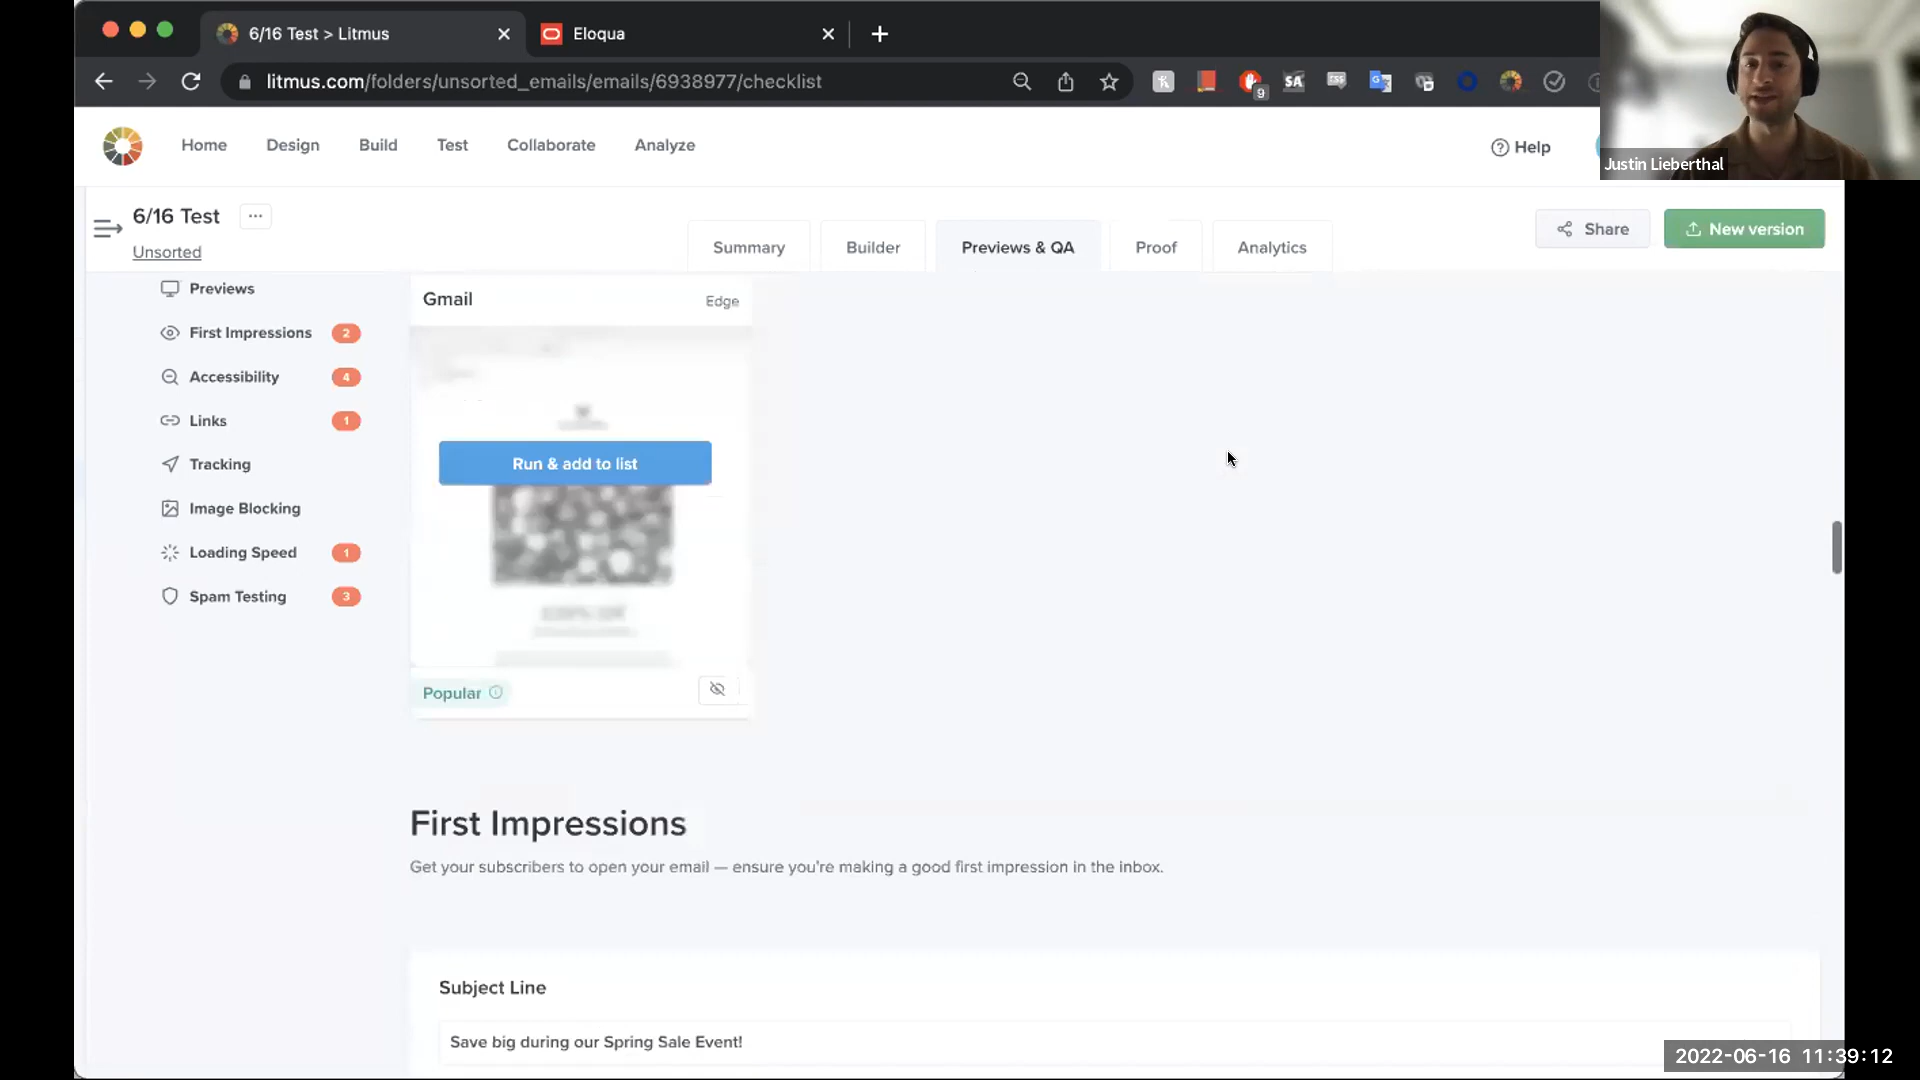 6/16 Test > Litmus
Eloqua
litmus.com/folders/unsorted_emails/emails/6938977/checklist
9
SA
Justin Lieberthal
Home
Design
Build
Test
Collaborate
Analyze
Help
6/16 Test
Unsorted
Summary
Builder
Previews & QA
Proof
Analytics
Share
New version
Previews
First Impressions 2
Accessibility 4
Links 1
Tracking
Image Blocking
Loading Speed 1
Spam Testing 3
Gmail
Edge
Run & add to list
Popular
First Impressions
Get your subscribers to open your email — ensure you're making a good first impression in the inbox.
Subject Line
Save big during our Spring Sale Event!
2022-06-16 11:39:12